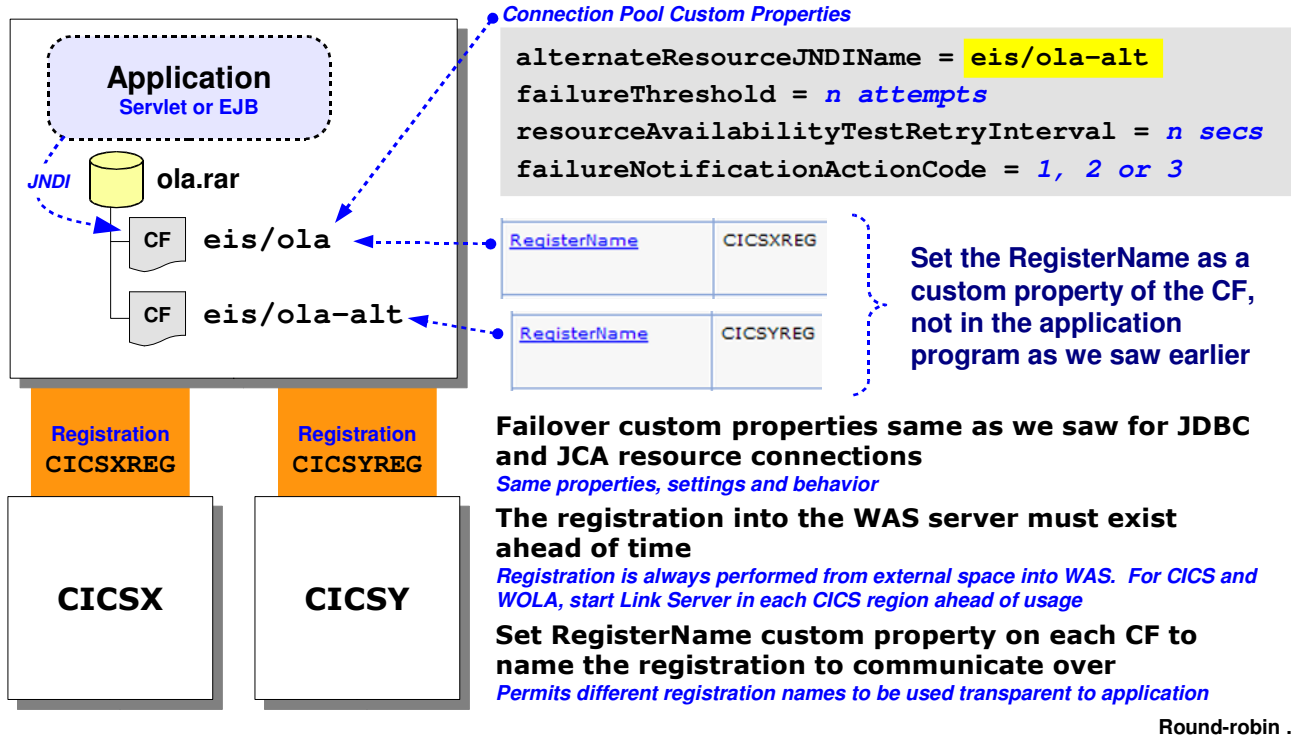 Connection Pool Custom Properties
alternateResourceJNDIName = eis/ola-alt
failureThreshold = n attempts
resourceAvailabilityTestRetryInterval = n secs
failureNotificationActionCode = 1, 2 or 3
Application
Servlet or EJB
JNDI
ola.rar
CF
eis/ola
CF
eis/ola-alt
RegisterName CICSXREG
RegisterName CICSYREG
Set the RegisterName as a
custom property of the CF,
not in the application
program as we saw earlier
Registration
CICSXREG
Registration
CICSYREG
CICSX
CICSY
Failover custom properties same as we saw for JDBC
and JCA resource connections
Same properties, settings and behavior
The registration into the WAS server must exist
ahead of time
Registration is always performed from external space into WAS. For CICS and
WOLA, start Link Server in each CICS region ahead of usage
Set RegisterName custom property on each CF to
name the registration to communicate over
Permits different registration names to be used transparent to application
Round-robin .